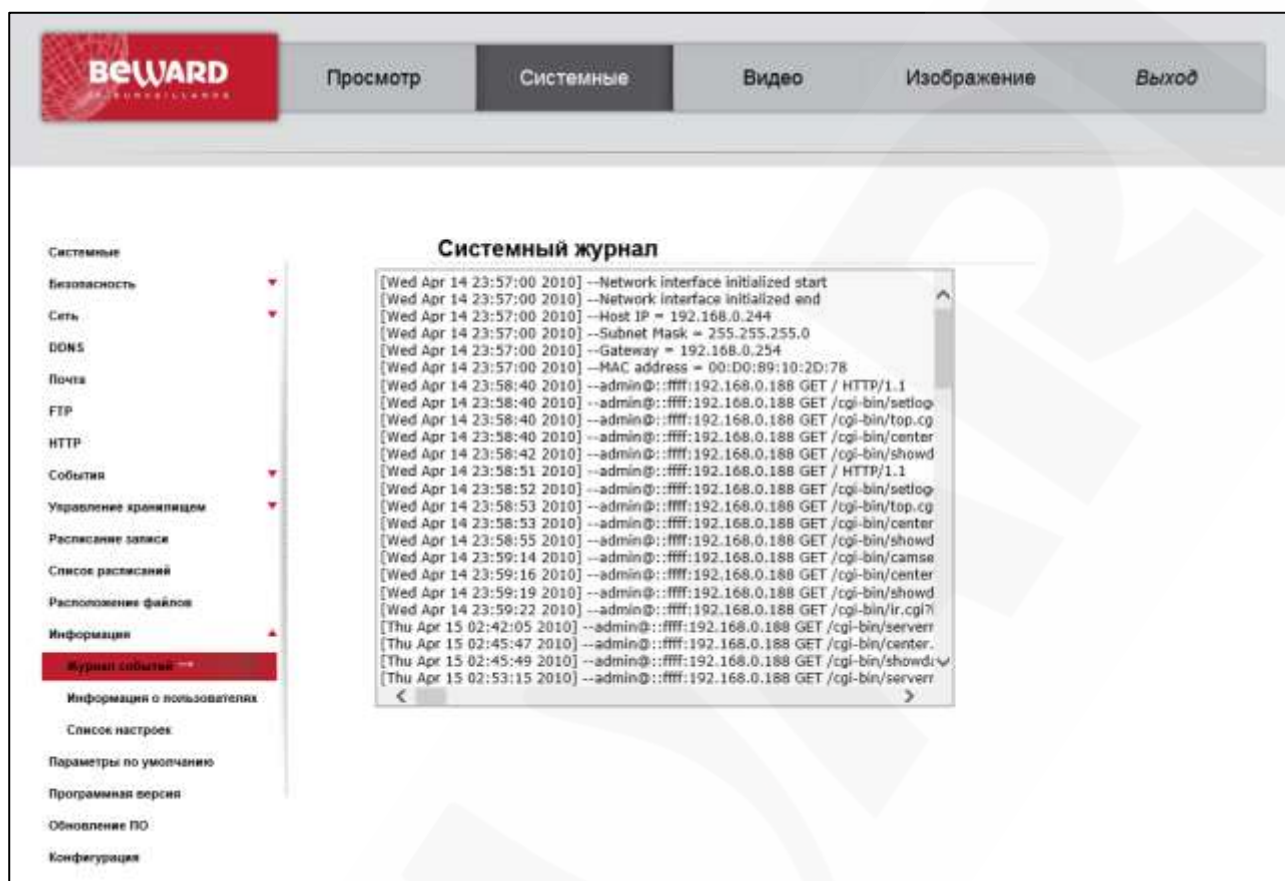 BEWARD
Просмотр
Системные
Видео
Изображение
Выход
Системные
Безопасность
Сеть
DDNS
Почта
FTP
HTTP
События
Управление хранилищем
Расписание записи
Список расписаний
Расположение файлов
Информация
Журнал событий
Информация о пользователях
Список настроек
Параметры по умолчанию
Программная версия
Обновление ПО
Конфигурация
Системный журнал
[Wed Apr 14 23:57:00 2010] --Network interface initialized start
[Wed Apr 14 23:57:00 2010] --Network interface initialized end
[Wed Apr 14 23:57:00 2010] --Host IP = 192.168.0.244
[Wed Apr 14 23:57:00 2010] --Subnet Mask = 255.255.255.0
[Wed Apr 14 23:57:00 2010] --Gateway = 192.168.0.254
[Wed Apr 14 23:57:00 2010] --MAC address = 00:D0:89:10:2D:78
[Wed Apr 14 23:58:40 2010] --admin@::ffff:192.168.0.188 GET / HTTP/1.1
[Wed Apr 14 23:58:40 2010] --admin@::ffff:192.168.0.188 GET /cgi-bin/setlog
[Wed Apr 14 23:58:40 2010] --admin@::ffff:192.168.0.188 GET /cgi-bin/top.cg
[Wed Apr 14 23:58:40 2010] --admin@::ffff:192.168.0.188 GET /cgi-bin/center
[Wed Apr 14 23:58:42 2010] --admin@::ffff:192.168.0.188 GET /cgi-bin/showd
[Wed Apr 14 23:58:51 2010] --admin@::ffff:192.168.0.188 GET / HTTP/1.1
[Wed Apr 14 23:58:52 2010] --admin@::ffff:192.168.0.188 GET /cgi-bin/setlog
[Wed Apr 14 23:58:53 2010] --admin@::ffff:192.168.0.188 GET /cgi-bin/top.cg
[Wed Apr 14 23:58:53 2010] --admin@::ffff:192.168.0.188 GET /cgi-bin/center
[Wed Apr 14 23:58:55 2010] --admin@::ffff:192.168.0.188 GET /cgi-bin/showd
[Wed Apr 14 23:59:14 2010] --admin@::ffff:192.168.0.188 GET /cgi-bin/camse
[Wed Apr 14 23:59:16 2010] --admin@::ffff:192.168.0.188 GET /cgi-bin/center
[Wed Apr 14 23:59:19 2010] --admin@::ffff:192.168.0.188 GET /cgi-bin/showd
[Wed Apr 14 23:59:22 2010] --admin@::ffff:192.168.0.188 GET /cgi-bin/ir.cgi?
[Thu Apr 15 02:42:05 2010] --admin@::ffff:192.168.0.188 GET /cgi-bin/serverr
[Thu Apr 15 02:45:47 2010] --admin@::ffff:192.168.0.188 GET /cgi-bin/center.
[Thu Apr 15 02:45:49 2010] --admin@::ffff:192.168.0.188 GET /cgi-bin/showd
[Thu Apr 15 02:53:15 2010] --admin@::ffff:192.168.0.188 GET /cgi-bin/serverr